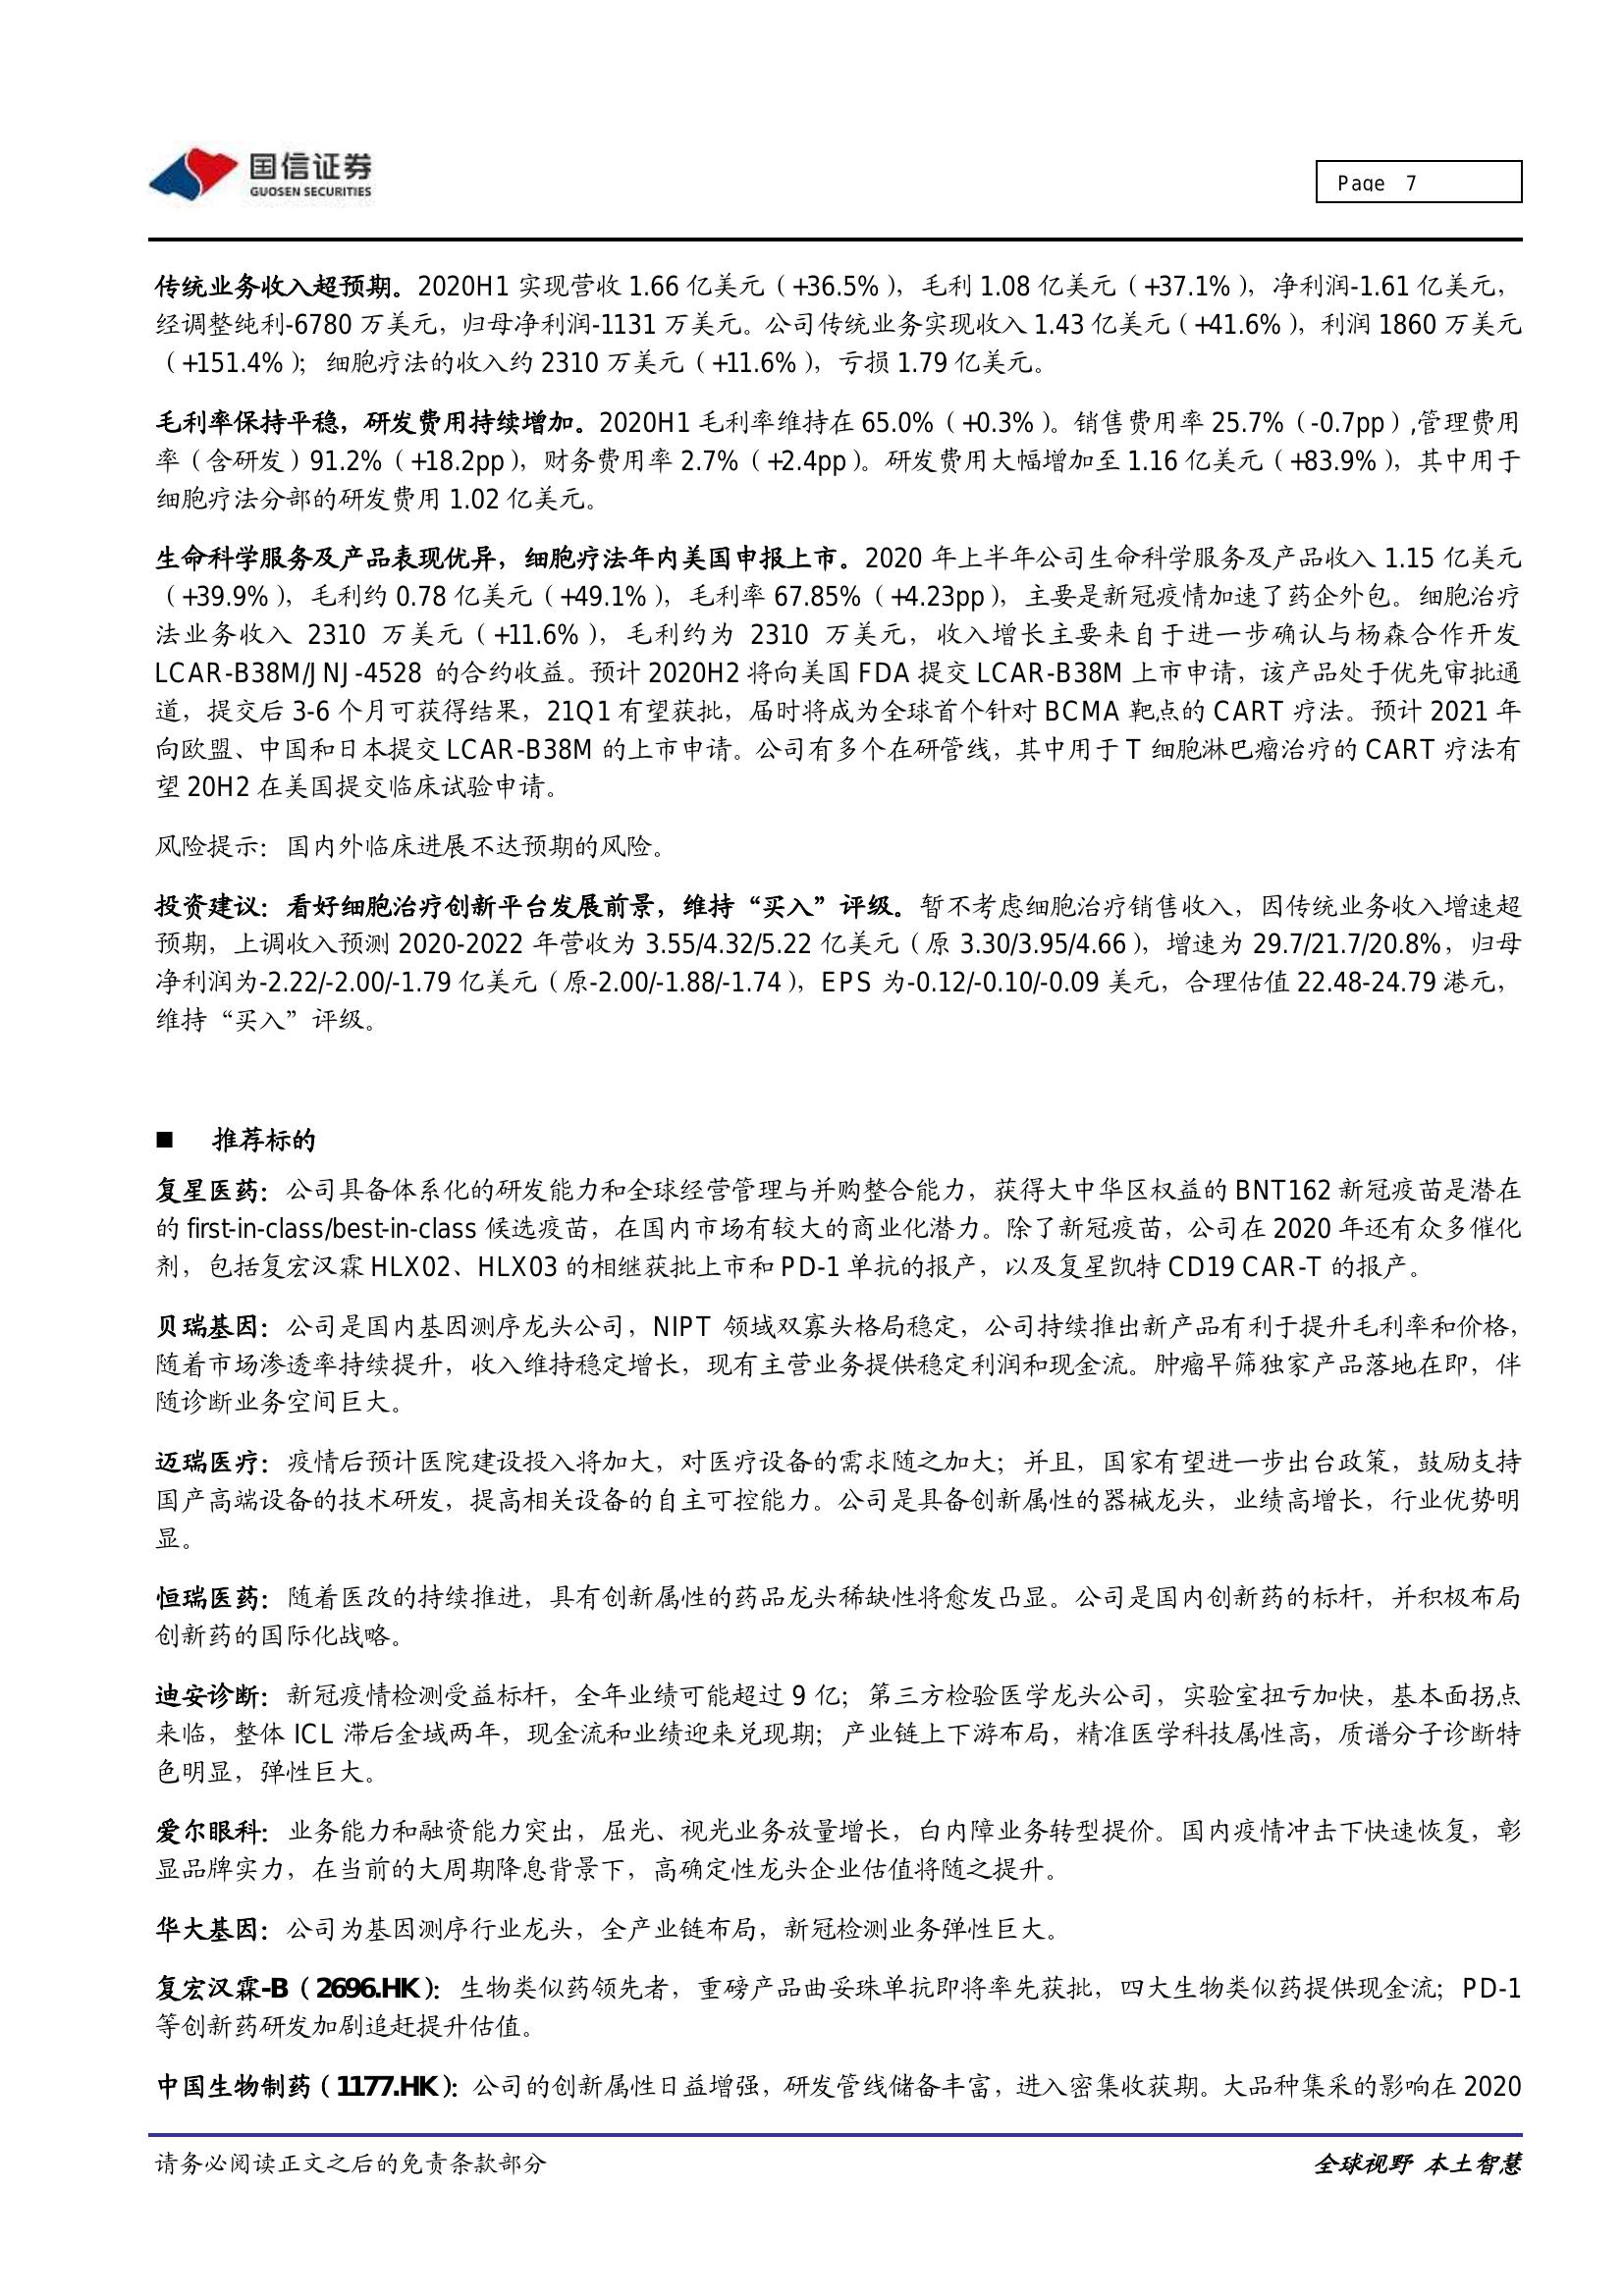 国信证券
GUOSEN SECURITIES
Page 7
传统业务收入超预期。2020H1 实现营收 1.66 亿美元（+36.5%），毛利 1.08 亿美元（+37.1%），净利润-1.61 亿美元，
经调整纯利-6780 万美元，归母净利润-1131 万美元。公司传统业务实现收入 1.43 亿美元（+41.6%），利润 1860 万美元
（+151.4%）；细胞疗法的收入约 2310 万美元（+11.6%），亏损 1.79 亿美元。
毛利率保持平稳，研发费用持续增加。2020H1 毛利率维持在 65.0%（+0.3%）。销售费用率 25.7%（-0.7pp）,管理费用
率（含研发）91.2%（+18.2pp），财务费用率 2.7%（+2.4pp）。研发费用大幅增加至 1.16 亿美元（+83.9%），其中用于
细胞疗法分部的研发费用 1.02 亿美元。
生命科学服务及产品表现优异，细胞疗法年内美国申报上市。2020 年上半年公司生命科学服务及产品收入 1.15 亿美元
（+39.9%），毛利约 0.78 亿美元（+49.1%），毛利率 67.85%（+4.23pp），主要是新冠疫情加速了药企外包。细胞治疗
法业务收入 2310 万美元（+11.6%），毛利约为 2310 万美元，收入增长主要来自于进一步确认与杨森合作开发
LCAR-B38M/JNJ-4528 的合约收益。预计 2020H2 将向美国 FDA 提交 LCAR-B38M 上市申请，该产品处于优先审批通
道，提交后 3-6 个月可获得结果，21Q1 有望获批，届时将成为全球首个针对 BCMA 靶点的 CART 疗法。预计 2021 年
向欧盟、中国和日本提交 LCAR-B38M 的上市申请。公司有多个在研管线，其中用于 T 细胞淋巴瘤治疗的 CART 疗法有
望 20H2 在美国提交临床试验申请。
风险提示：国内外临床进展不达预期的风险。
投资建议：看好细胞治疗创新平台发展前景，维持“买入”评级。暂不考虑细胞治疗销售收入，因传统业务收入增速超
预期，上调收入预测 2020-2022 年营收为 3.55/4.32/5.22 亿美元（原 3.30/3.95/4.66），增速为 29.7/21.7/20.8%，归母
净利润为-2.22/-2.00/-1.79 亿美元（原-2.00/-1.88/-1.74），EPS 为-0.12/-0.10/-0.09 美元，合理估值 22.48-24.79 港元，
维持“买入”评级。
■ 推荐标的
复星医药：公司具备体系化的研发能力和全球经营管理与并购整合能力，获得大中华区权益的 BNT162 新冠疫苗是潜在
的 first-in-class/best-in-class 候选疫苗，在国内市场有较大的商业化潜力。除了新冠疫苗，公司在 2020 年还有众多催化
剂，包括复宏汉霖 HLX02、HLX03 的相继获批上市和 PD-1 单抗的报产，以及复星凯特 CD19 CAR-T 的报产。
贝瑞基因：公司是国内基因测序龙头公司，NIPT 领域双寡头格局稳定，公司持续推出新产品有利于提升毛利率和价格，
随着市场渗透率持续提升，收入维持稳定增长，现有主营业务提供稳定利润和现金流。肿瘤早筛独家产品落地在即，伴
随诊断业务空间巨大。
迈瑞医疗：疫情后预计医院建设投入将加大，对医疗设备的需求随之加大；并且，国家有望进一步出台政策，鼓励支持
国产高端设备的技术研发，提高相关设备的自主可控能力。公司是具备创新属性的器械龙头，业绩高增长，行业优势明
显。
恒瑞医药：随着医改的持续推进，具有创新属性的药品龙头稀缺性将愈发凸显。公司是国内创新药的标杆，并积极布局
创新药的国际化战略。
迪安诊断：新冠疫情检测受益标杆，全年业绩可能超过 9 亿；第三方检验医学龙头公司，实验室扭亏加快，基本面拐点
来临，整体 ICL 滞后金域两年，现金流和业绩迎来兑现期；产业链上下游布局，精准医学科技属性高，质谱分子诊断特
色明显，弹性巨大。
爱尔眼科：业务能力和融资能力突出，屈光、视光业务放量增长，白内障业务转型提价。国内疫情冲击下快速恢复，彰
显品牌实力，在当前的大周期降息背景下，高确定性龙头企业估值将随之提升。
华大基因：公司为基因测序行业龙头，全产业链布局，新冠检测业务弹性巨大。
复宏汉霖-B（2696.HK）：生物类似药领先者，重磅产品曲妥珠单抗即将率先获批，四大生物类似药提供现金流；PD-1
等创新药研发加剧追赶提升估值。
中国生物制药（1177.HK）：公司的创新属性日益增强，研发管线储备丰富，进入密集收获期。大品种集采的影响在 2020
请务必阅读正文之后的免责条款部分
全球视野 本土智慧